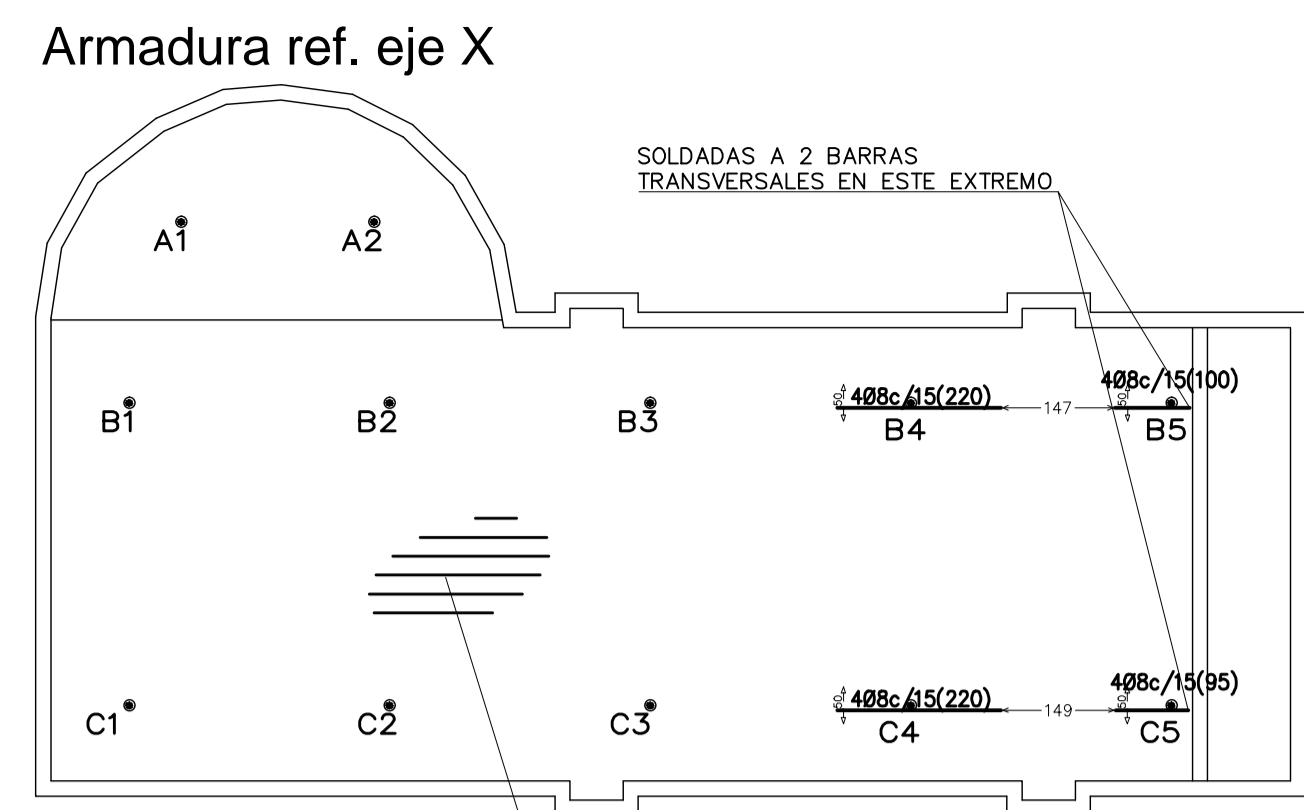 Armadura ref. eje X
SOLDADAS A 2 BARRAS
TRANSVERSALES EN ESTE EXTREMO
A1
A2
50
4Ø8c/15(220)
147
50
4Ø8c/15(100)
B1
B2
B3
B4
B5
50
4Ø8c/15(220)
149
50
4Ø8c/15(95)
C1
C2
C3
C4
C5